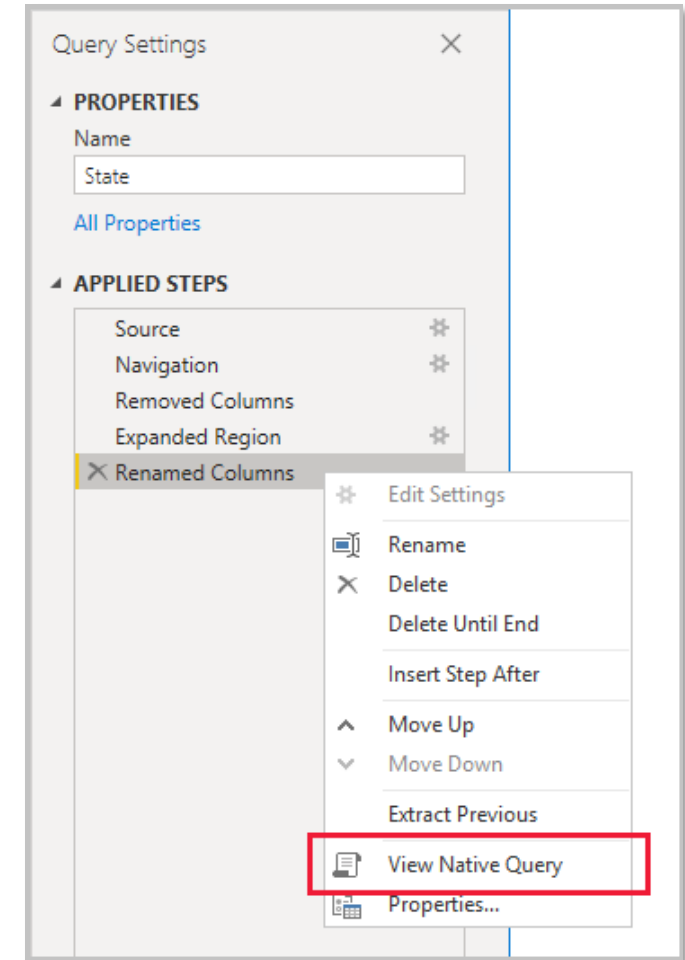 Query Settings
PROPERTIES
Name
State
All Properties
APPLIED STEPS
Source
Navigation
Removed Columns
Expanded Region
Renamed Columns
Edit Settings
Rename
Delete
Delete Until End
Insert Step After
Move Up
Move Down
Extract Previous
View Native Query
Properties...